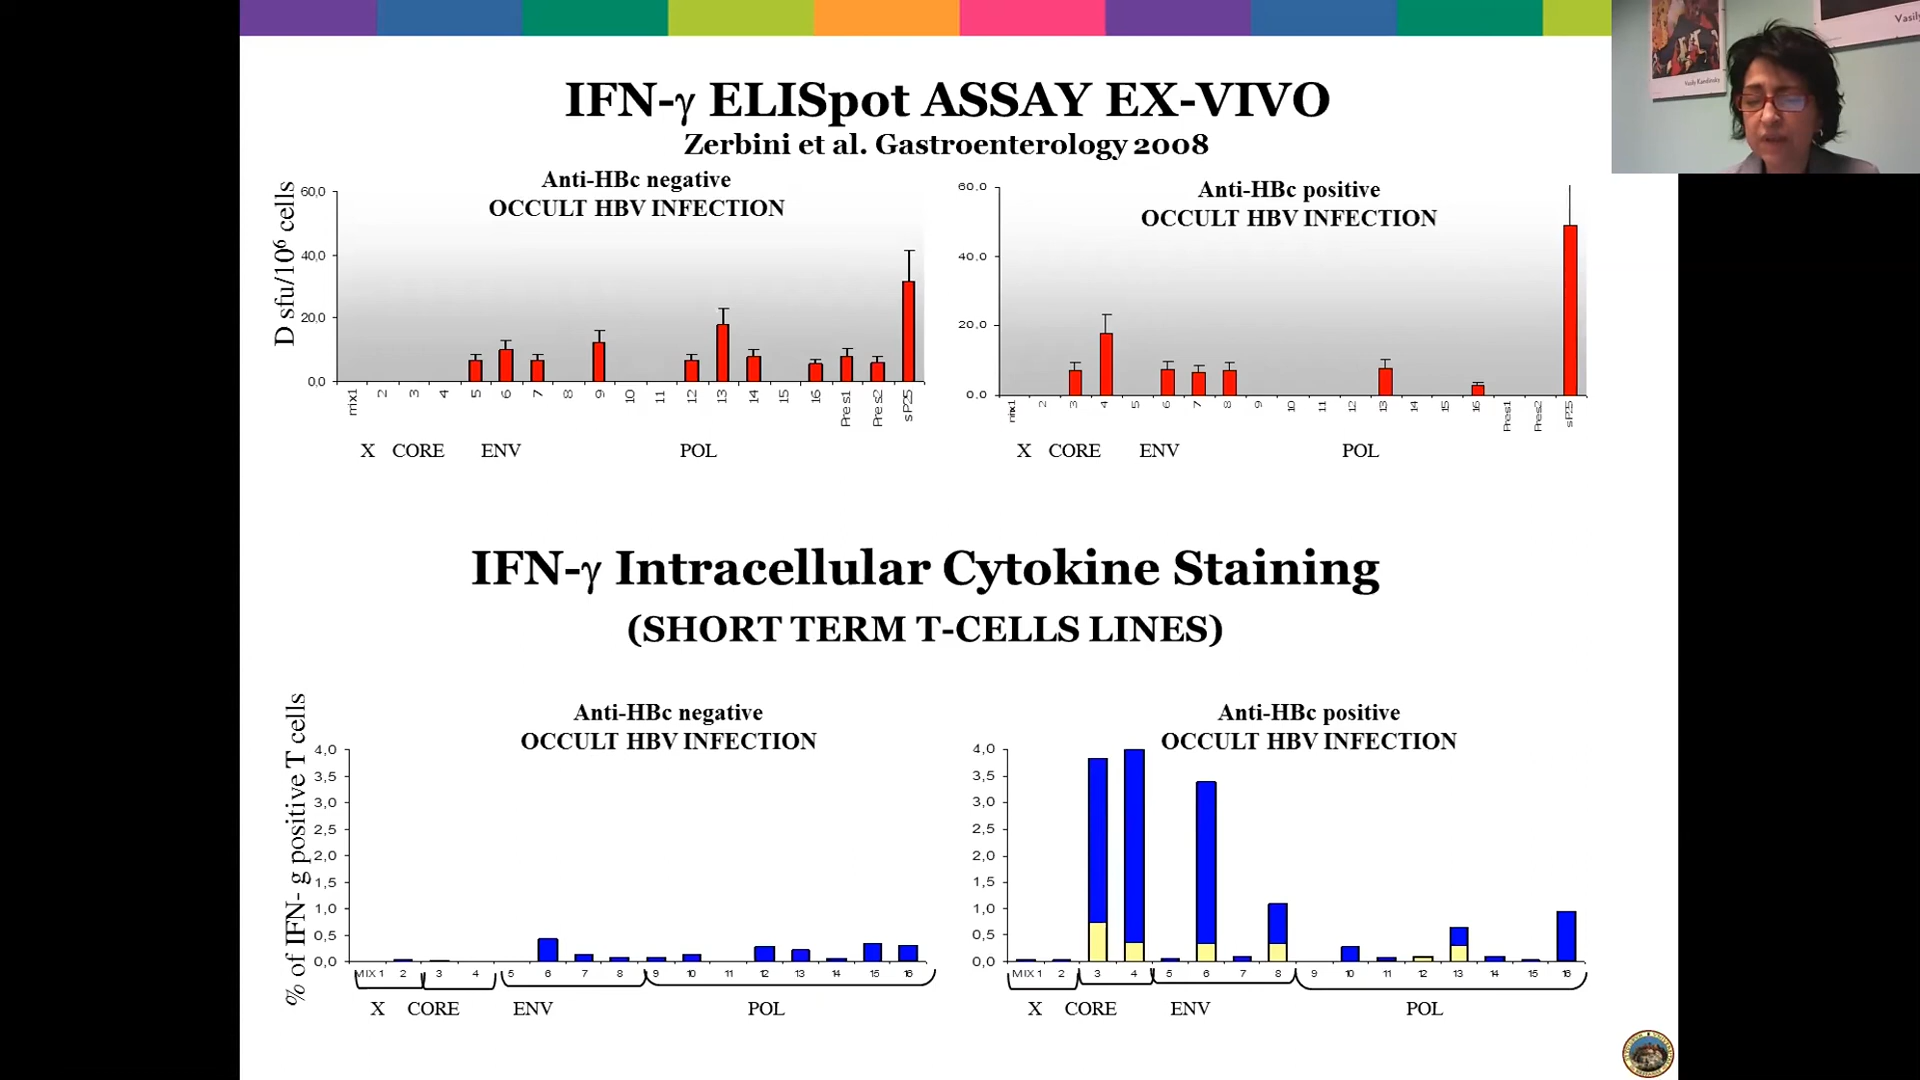 Vasily
Vasily Kandinsky
IFN-γ ELISpot ASSAY EX-VIVO
Zerbini et al. Gastroenterology 2008
Anti-HBc negative
OCCULT HBV INFECTION
D sfu/10⁶ cells
60,0
40,0
20,0
0,0
mix1 2 3 4 5 6 7 8 9 10 11 12 13 14 15 16 Pres1 Pres2 sP25
X CORE ENV POL
Anti-HBc positive
OCCULT HBV INFECTION
60.0
40.0
20.0
0.0
mix1 2 3 4 5 6 7 8 9 10 11 12 13 14 15 16 Pres1 Pres2 sP25
X CORE ENV POL
IFN-γ Intracellular Cytokine Staining
(SHORT TERM T-CELLS LINES)
Anti-HBc negative
OCCULT HBV INFECTION
% of IFN- g positive T cells
4,0
3,5
3,0
2,5
2,0
1,5
1,0
0,5
0,0
MIX 1 2 3 4 5 6 7 8 9 10 11 12 13 14 15 16
X CORE ENV POL
Anti-HBc positive
OCCULT HBV INFECTION
4,0
3,5
3,0
2,5
2,0
1,5
1,0
0,5
0,0
MIX 1 2 3 4 5 6 7 8 9 10 11 12 13 14 15 16
X CORE ENV POL